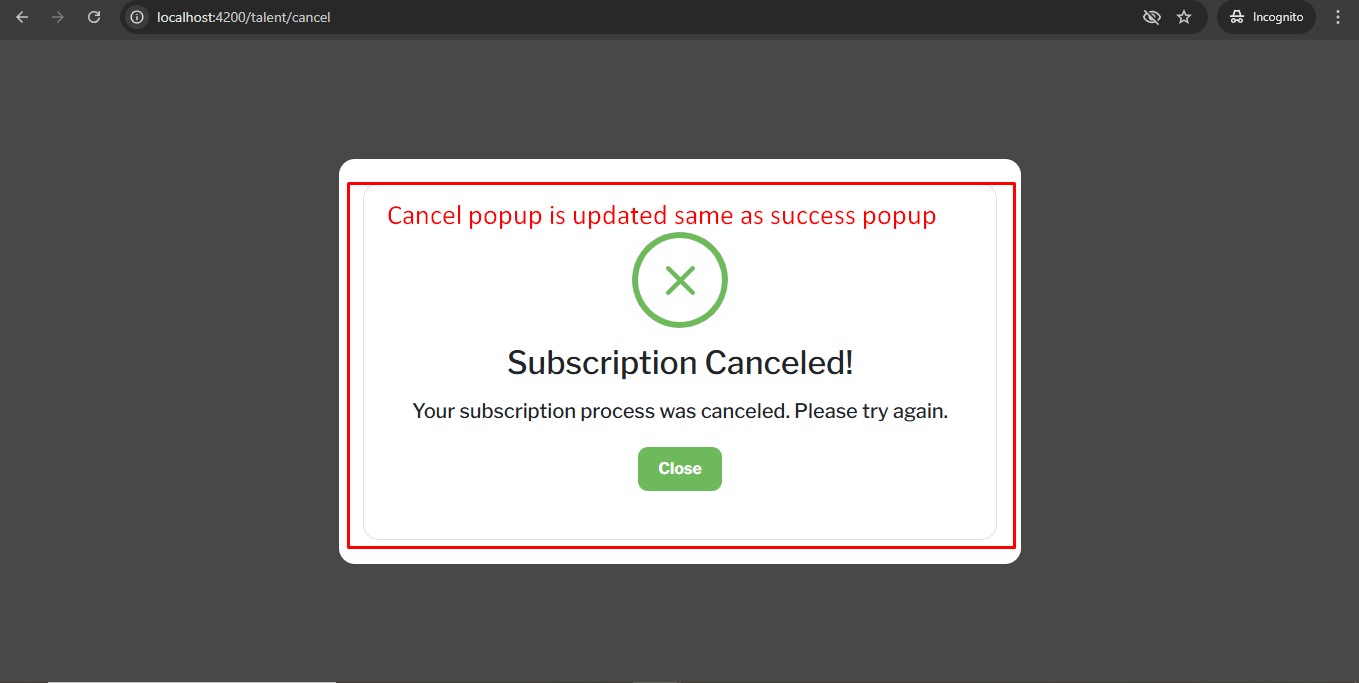 localhost:4200/talent/cancel
Incognito
Cancel popup is updated same as success popup
Subscription Canceled!
Your subscription process was canceled. Please try again.
Close